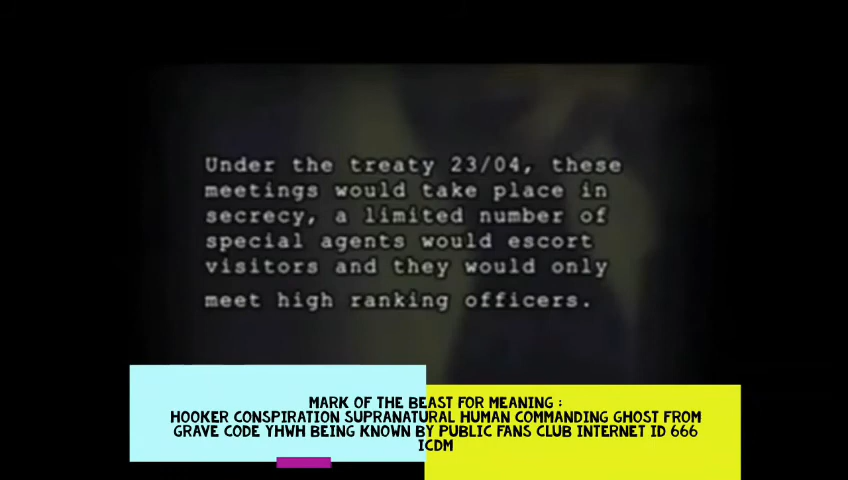 Under the treaty 23/04, these
meetings would take place in
secrecy, a limited number of
special agents would escort
visitors and they would only
meet high ranking officers.
MARK OF THE BEAST FOR MEANING :
HOOKER CONSPIRATION SUPRANATURAL HUMAN COMMANDING GHOST FROM
GRAVE CODE YHWH BEING KNOWN BY PUBLIC FANS CLUB INTERNET ID 666
ICDM